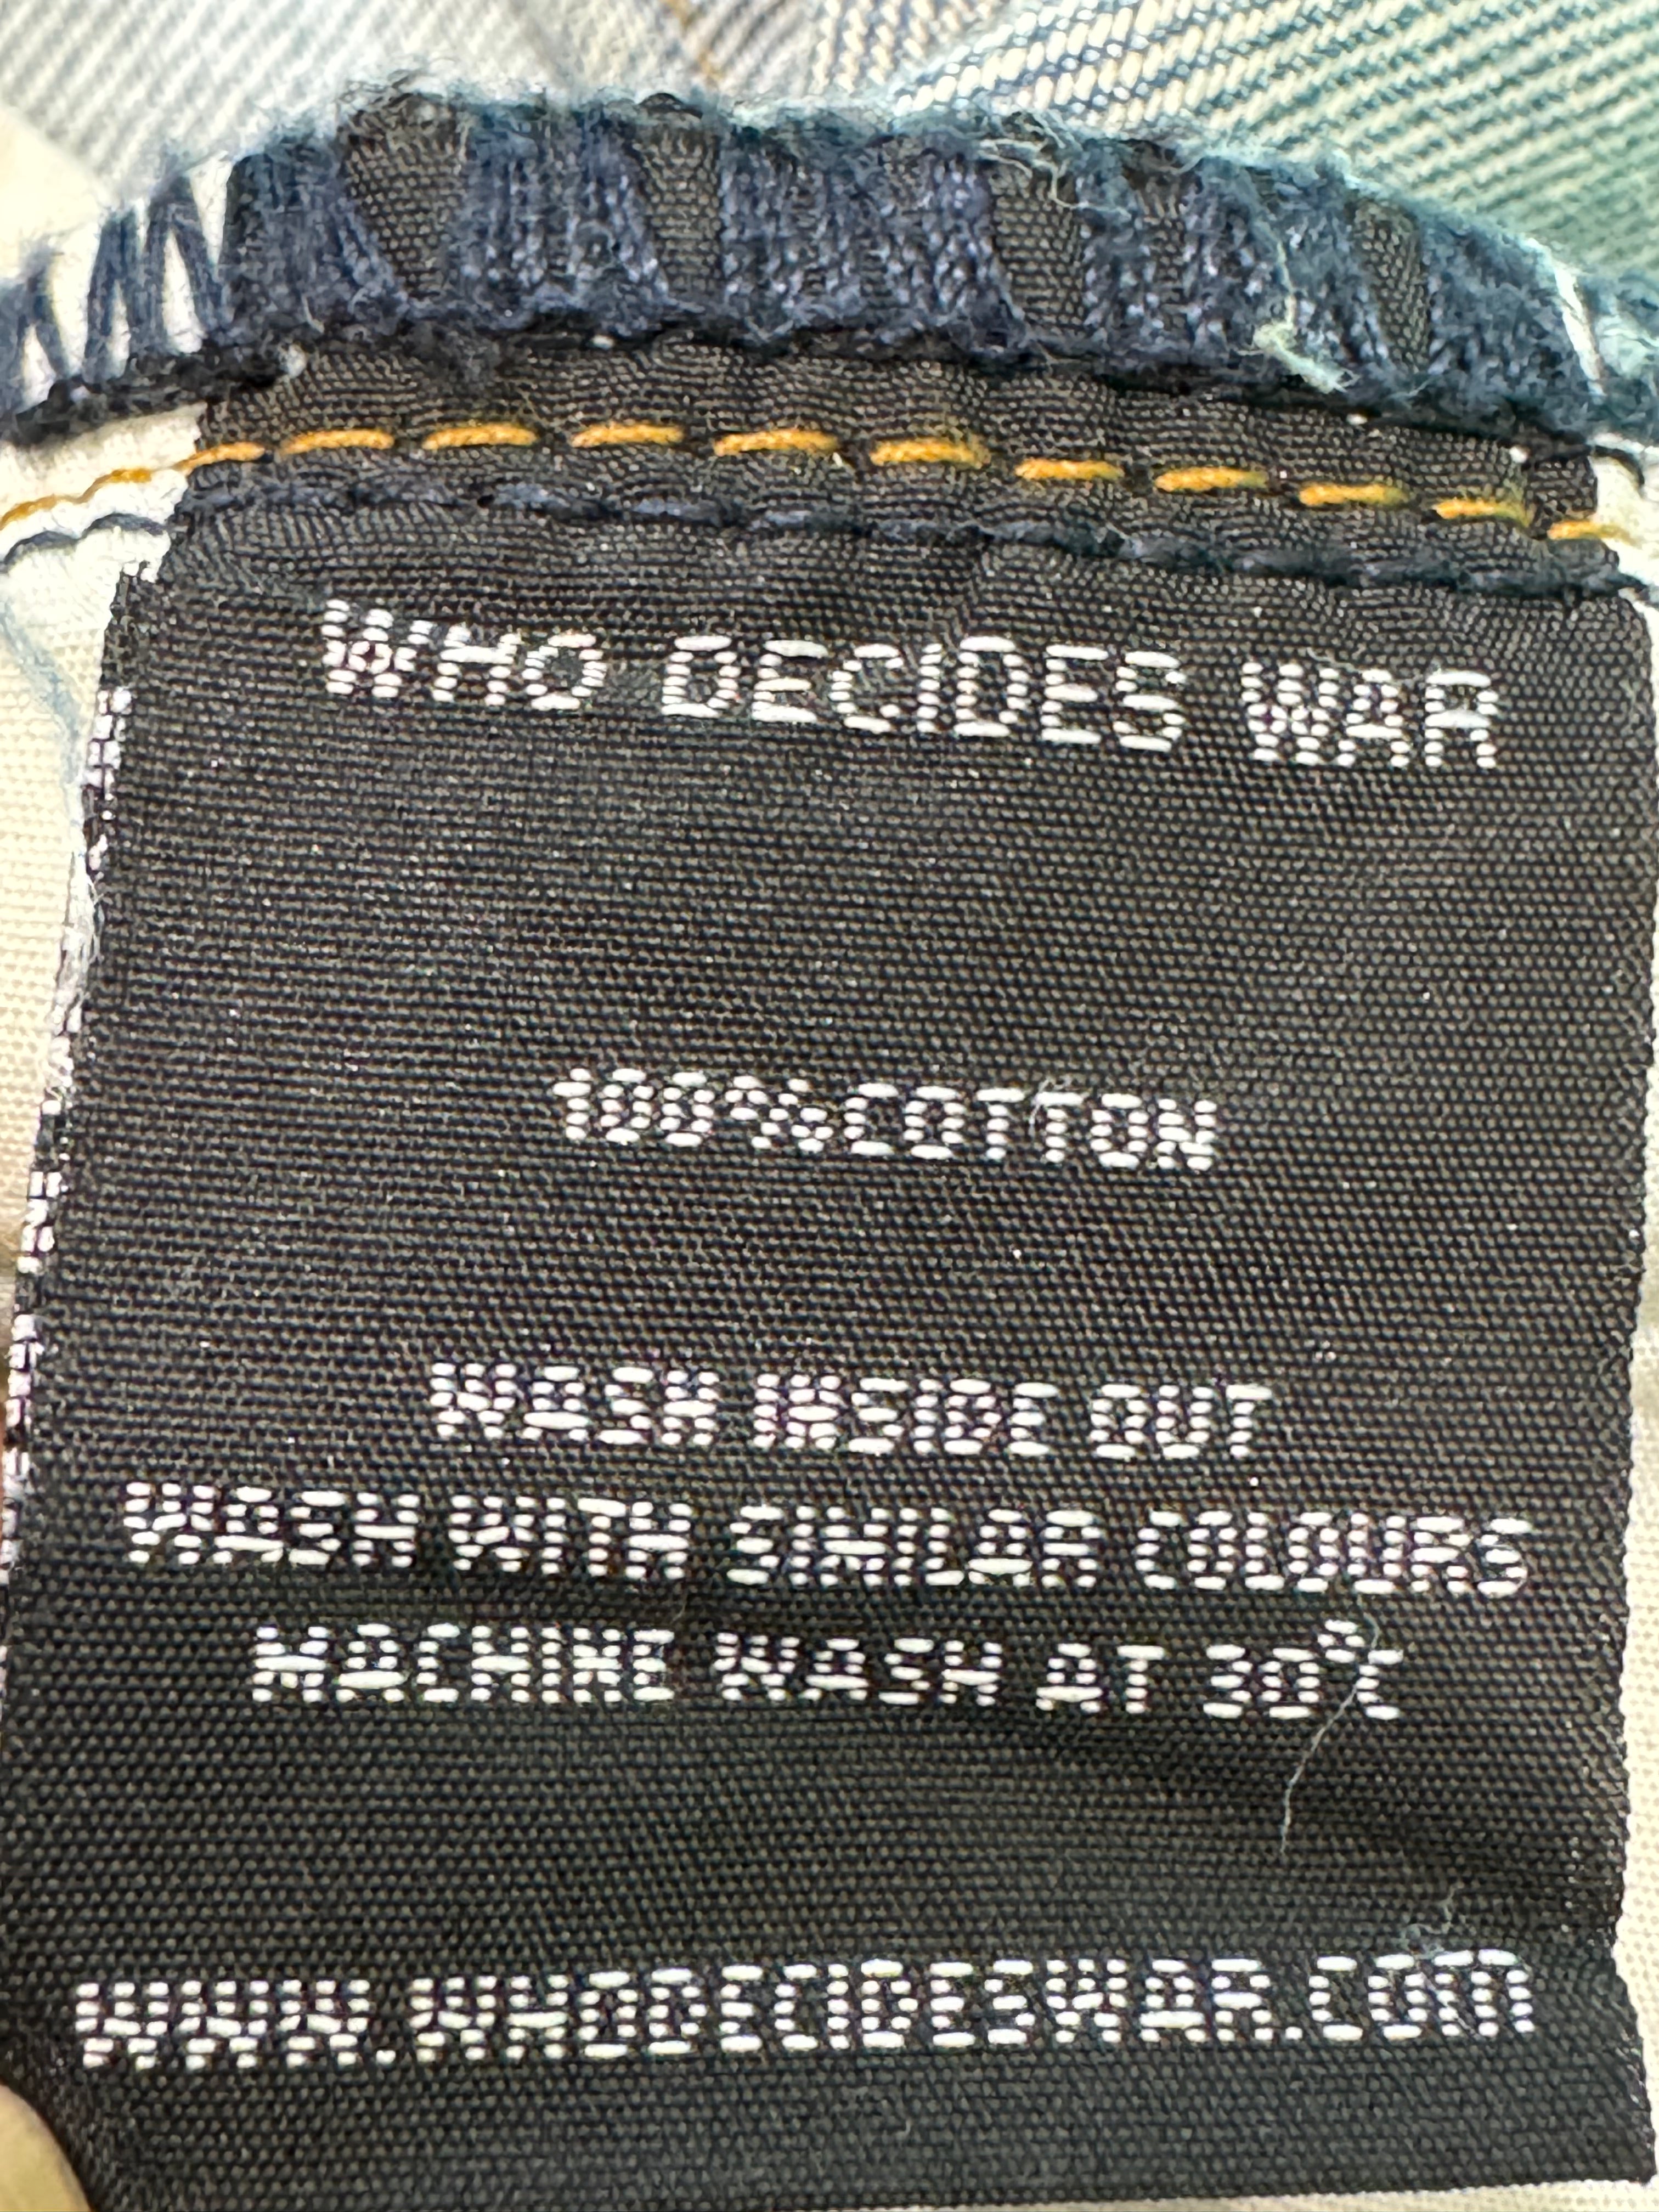 WHO DECIDES WAR
100%COTTON
WASH INSIDE OUT
WASH WITH SIMILAR COLOURS
MACHINE WASH AT 30°C
WWW.WHODECIDESWAR.COM